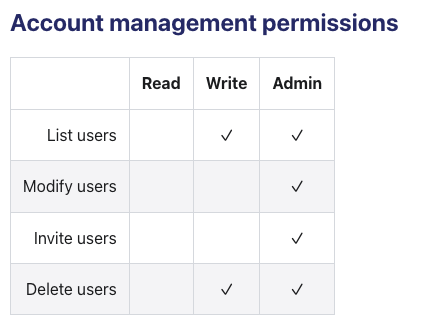 Account management permissions
Read Write Admin
List users ✓ ✓
Modify users ✓
Invite users ✓
Delete users ✓ ✓